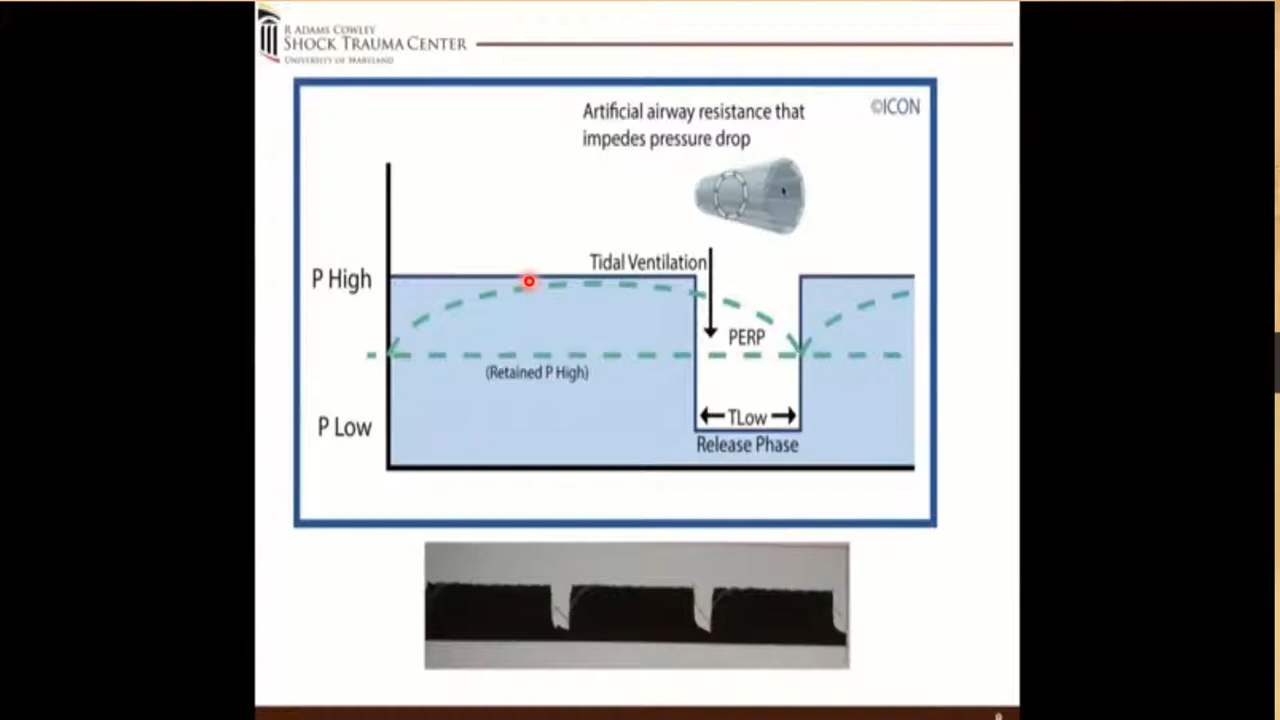 R ADAMS COWLEY
SHOCK TRAUMA CENTER
UNIVERSITY OF MARYLAND
©ICON
Artificial airway resistance that
impedes pressure drop
Tidal Ventilation
P High
PERP
(Retained P High)
TLow
P Low
Release Phase